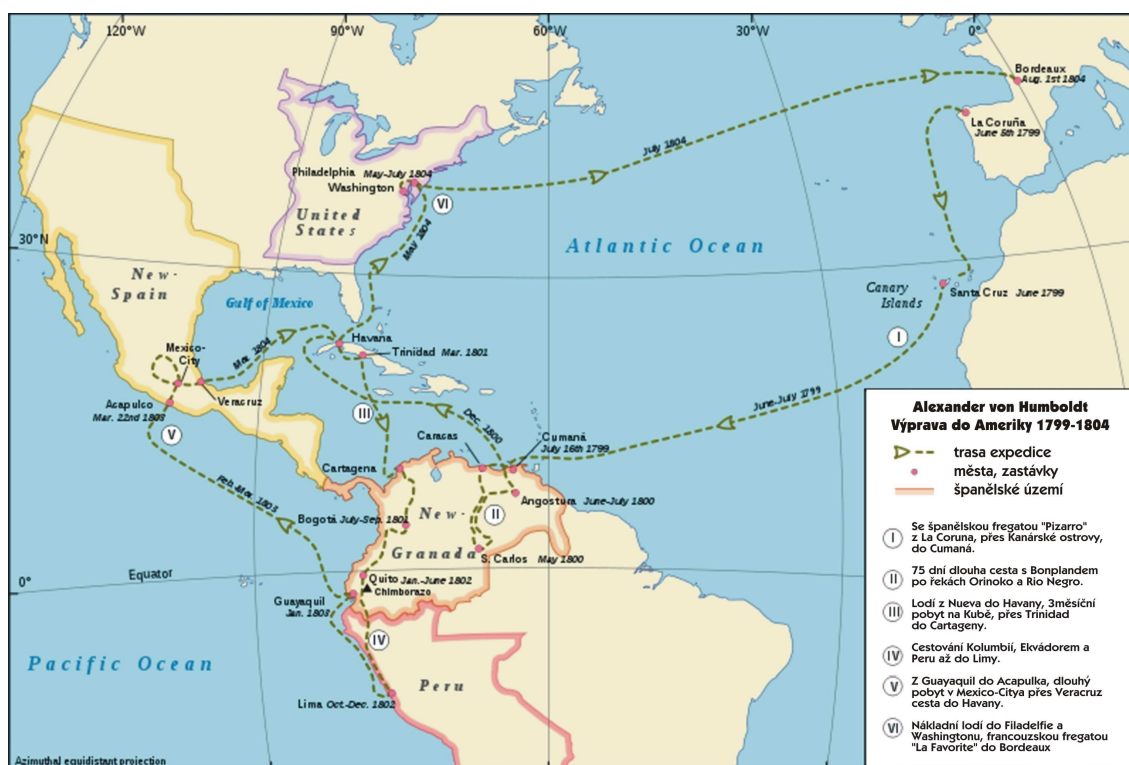 120°W
90°W
60°W
30°W
0°
Bordeaux
Aug. 1st 1804
La Coruña
June 5th 1799
July 1804
Philadelphia May-July 1804
Washington
VI
United
States
May 1804
30°N
Atlantic Ocean
New-
Spain
Gulf of Mexico
Canary
Islands
Santa Cruz June 1799
I
Mexico-
City
Mar. 1804
Havana
Trinidad Mar. 1801
Acapulco
Mar. 22nd 1803
Veracruz
V
III
Dec. 1800
June-July 1799
Caracas
Cumaná
July 16th 1799
Cartagena
Angostura June-July 1800
Feb-Mar. 1803
Bogotá July-Sep. 1801
New-
II
Granada
S. Carlos May 1800
0°
Equator
Quito Jan.-June 1802
Chimborazo
Guayaquil
Jan. 1803
IV
Pacific Ocean
Peru
Lima Oct-Dec. 1802
Azimuthal equidistant projection
Alexander von Humboldt
Výprava do Ameriky 1799-1804
trasa expedice
města, zastávky
španělské území
I
Se španělskou fregatou "Pizarro"
z La Coruna, přes Kanárské ostrovy,
do Cumaná.
II
75 dní dlouha cesta s Bonplandem
po řekách Orinoko a Rio Negro.
III
Lodí z Nueva do Havany, 3měsíční
pobyt na Kubě, přes Trinidad
do Cartageny.
IV
Cestování Kolumbií, Ekvádorem a
Peru až do Limy.
V
Z Guayaquil do Acapulka, dlouhý
pobyt v Mexico-Citya přes Veracruz
cesta do Havany.
VI
Nákladní lodí do Filadelfie a
Washingtonu, francouzskou fregatou
"La Favorite" do Bordeaux